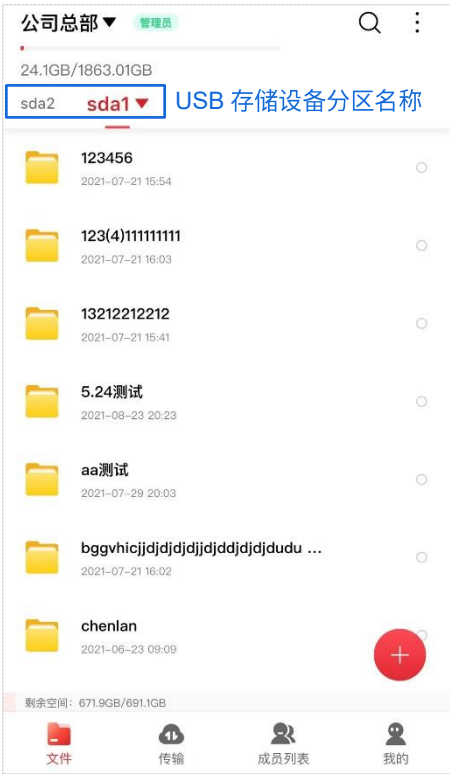 公司总部 管理员
24.1GB/1863.01GB
sda2 sda1 USB 存储设备分区名称
123456
2021-07-21 15:54
123(4)111111111
2021-07-21 16:03
13212212212
2021-07-21 15:41
5.24测试
2021-08-23 20:23
aa测试
2021-07-29 20:03
bggvhicjjdjdjdjdjjdjddjdjdjdudu ...
2021-07-21 16:02
chenlan
2021-06-23 09:09
剩余空间: 671.9GB/691.1GB
文件 传输 成员列表 我的